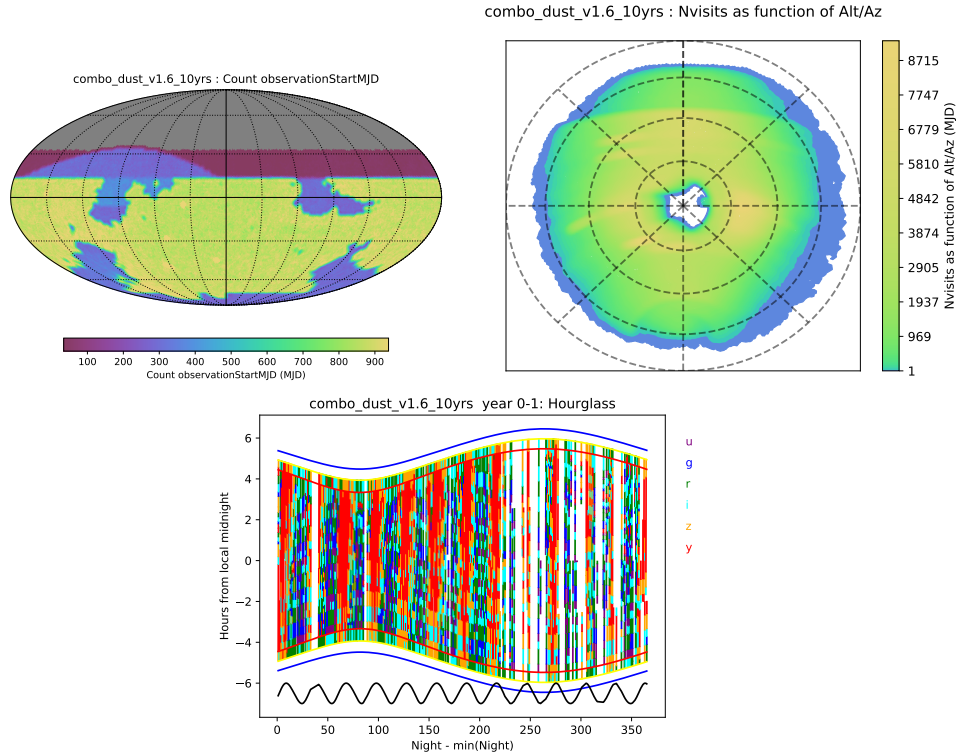 combo_dust_v1.6_10yrs : Nvisits as function of Alt/Az
combo_dust_v1.6_10yrs : Count observationStartMJD
100 200 300 400 500 600 700 800 900
Count observationStartMJD (MJD)
8715
7747
6779
5810
4842
3874
2905
1937
969
1
Nvisits as function of Alt/Az (MJD)
combo_dust_v1.6_10yrs year 0-1: Hourglass
Hours from local midnight
6
4
2
0
−2
−4
−6
0 50 100 150 200 250 300 350
Night - min(Night)
u
g
r
i
z
y